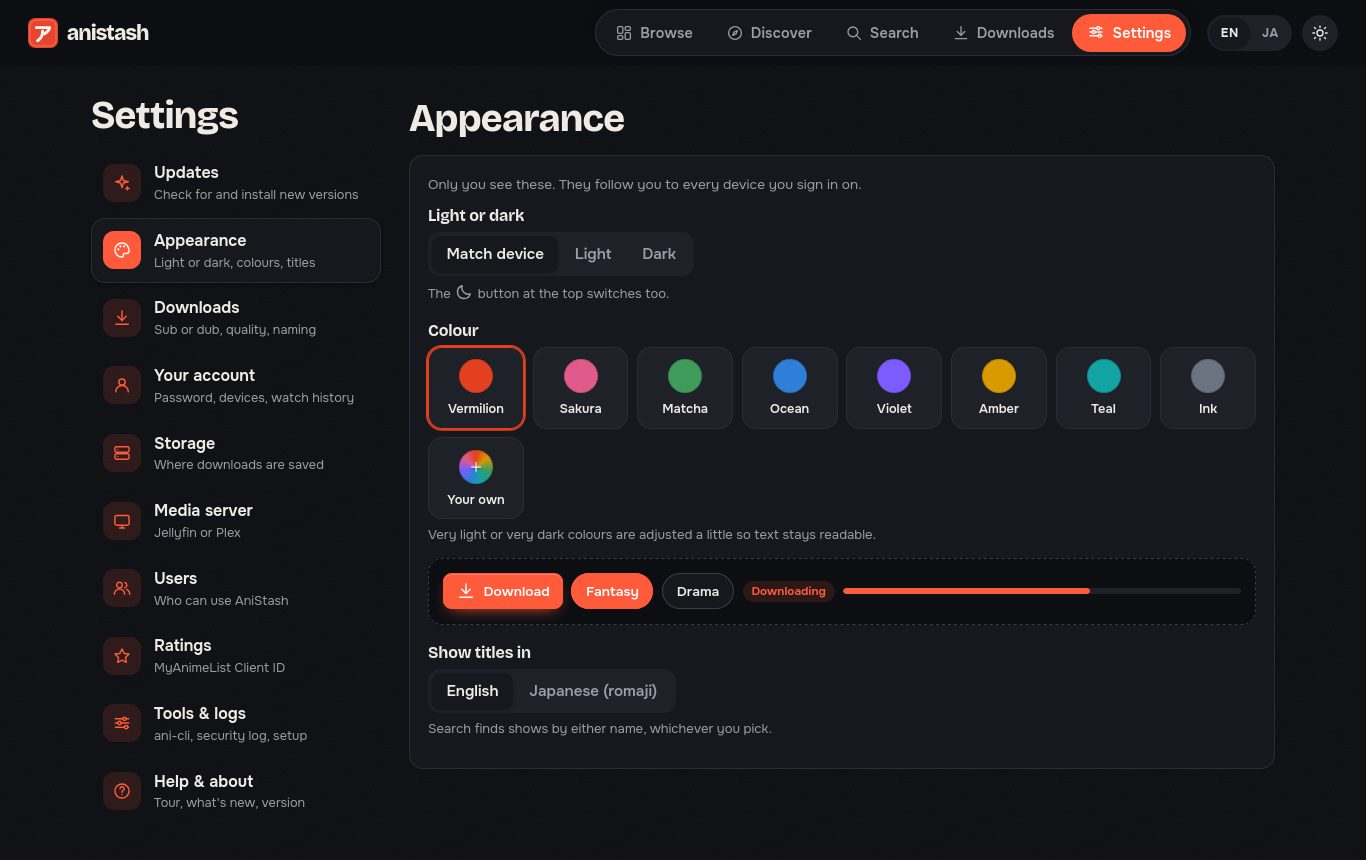 anistash
Browse
Discover
Search
Downloads
Settings
EN
JA
Settings
Updates
Check for and install new versions
Appearance
Light or dark, colours, titles
Downloads
Sub or dub, quality, naming
Your account
Password, devices, watch history
Storage
Where downloads are saved
Media server
Jellyfin or Plex
Users
Who can use AniStash
Ratings
MyAnimeList Client ID
Tools & logs
ani-cli, security log, setup
Help & about
Tour, what's new, version
Appearance
Only you see these. They follow you to every device you sign in on.
Light or dark
Match device
Light
Dark
The button at the top switches too.
Colour
Vermilion
Sakura
Matcha
Ocean
Violet
Amber
Teal
Ink
Your own
Very light or very dark colours are adjusted a little so text stays readable.
Download
Fantasy
Drama
Downloading
Show titles in
English
Japanese (romaji)
Search finds shows by either name, whichever you pick.